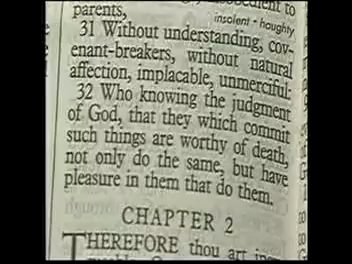 obedient to
parents,
insolent - haughty
31 Without understanding, cov-
enant-breakers, without natural
affection, implacable, unmerciful:
32 Who knowing the judgment
of God, that they which commit
such things are worthy of death,
not only do the same, but have
pleasure in them that do them.
CHAPTER 2
THEREFORE thou art